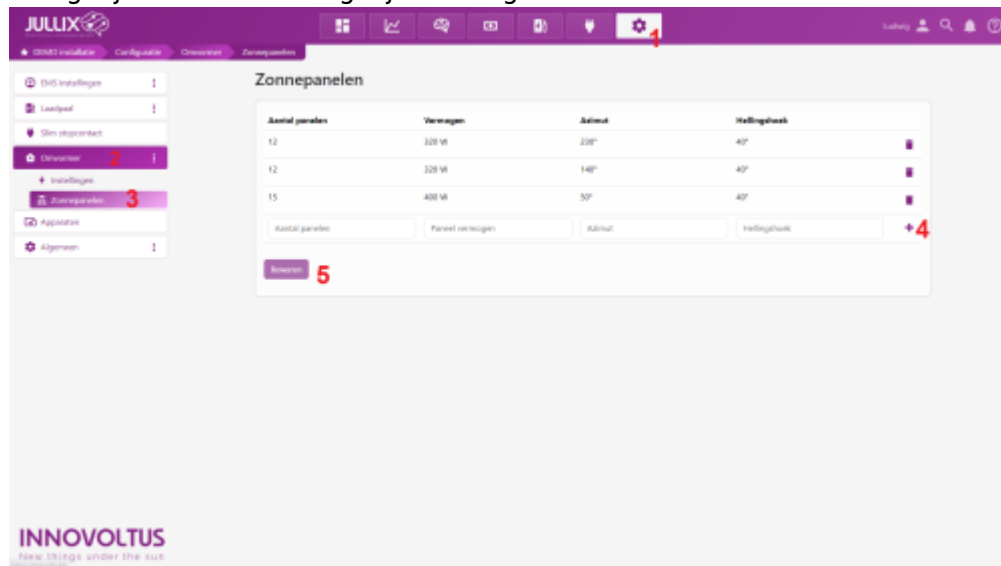 JULLIX
1
Ludwig
DEMO installatie
Configuratie
Omvormer
Zonnepanelen
EMS Instellingen
Laadpaal
Slim stopcontact
Omvormer
2
Instellingen
Zonnepanelen
3
Apparaten
Algemeen
Zonnepanelen
Aantal panelen Vermogen Azimut Hellingshoek
12 320 W 230° 40°
12 320 W 140° 40°
15 400 W 50° 40°
Aantal panelen Paneel vermogen Azimut Hellingshoek
4
Bewaren
5
INNOVOLTUS
New things under the sun